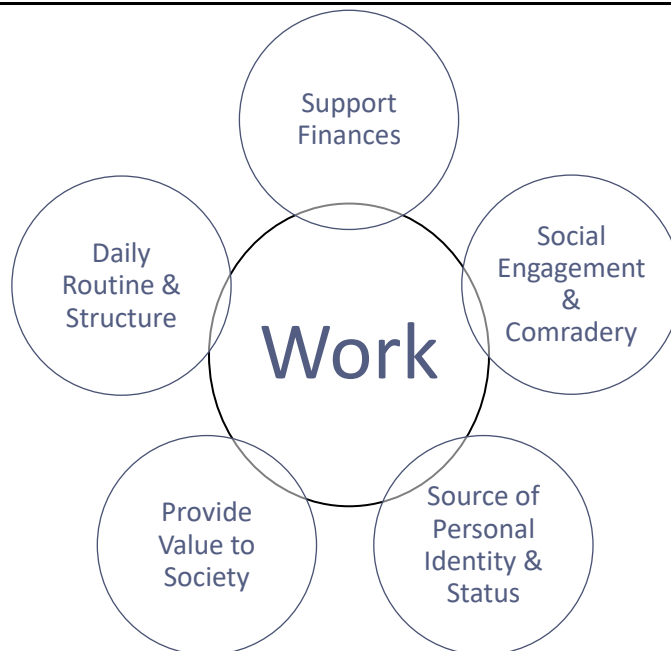 Support
Finances
Daily
Routine &
Structure
Social
Engagement
&
Comradery
Work
Provide
Value to
Society
Source of
Personal
Identity &
Status